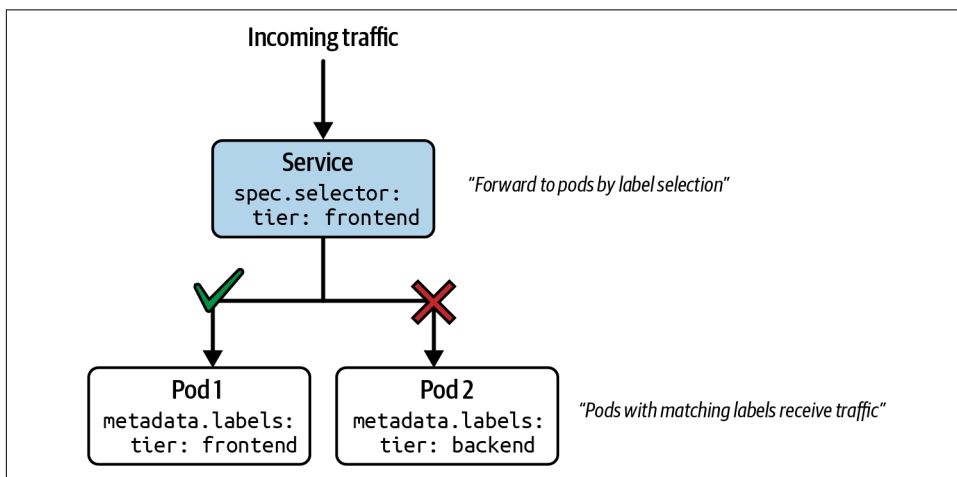 Incoming traffic
Service
spec.selector:
tier: frontend
“Forward to pods by label selection”
Pod 1
metadata.labels:
tier: frontend
Pod 2
metadata.labels:
tier: backend
“Pods with matching labels receive traffic”